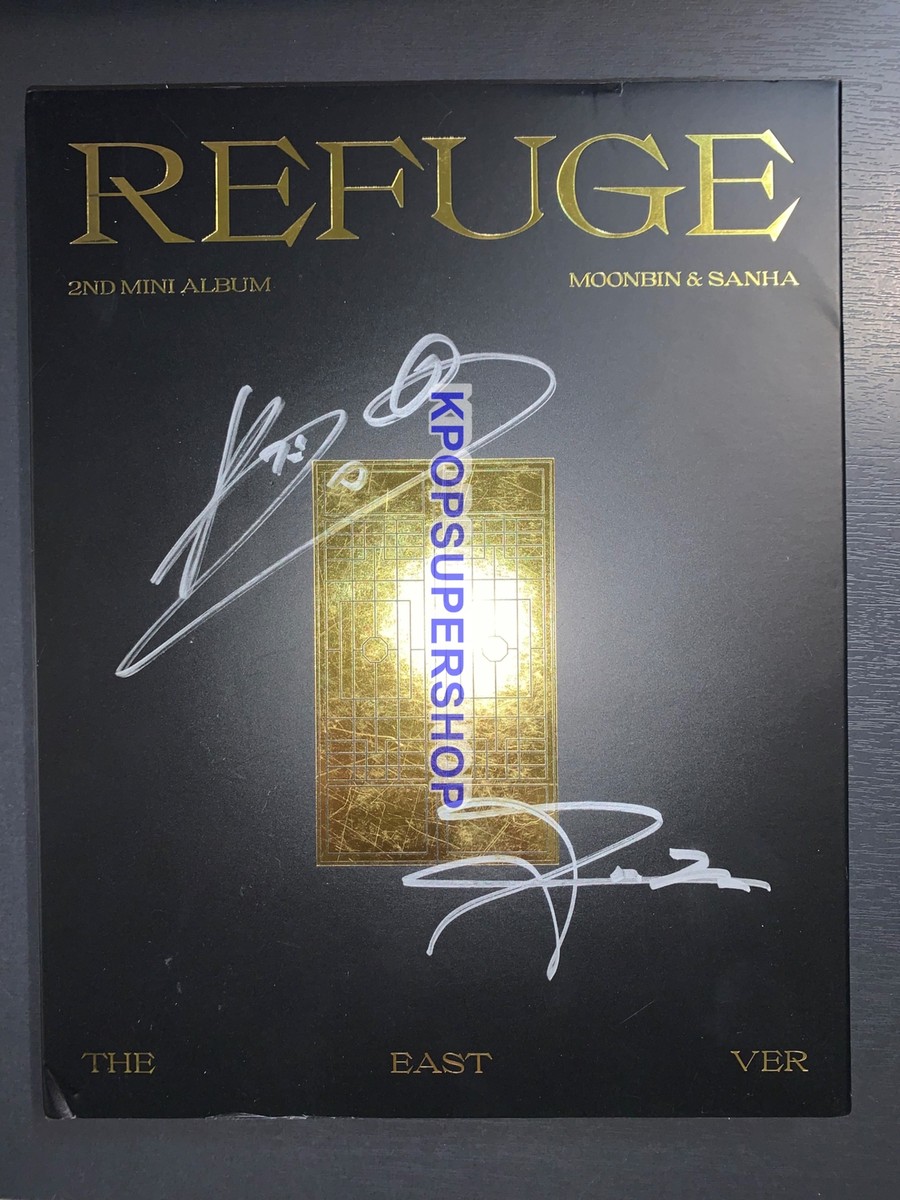 REFUGE
2ND MINI ALBUM MOONBIN & SANHA
KPOPSUPERSHOP
THE EAST VER